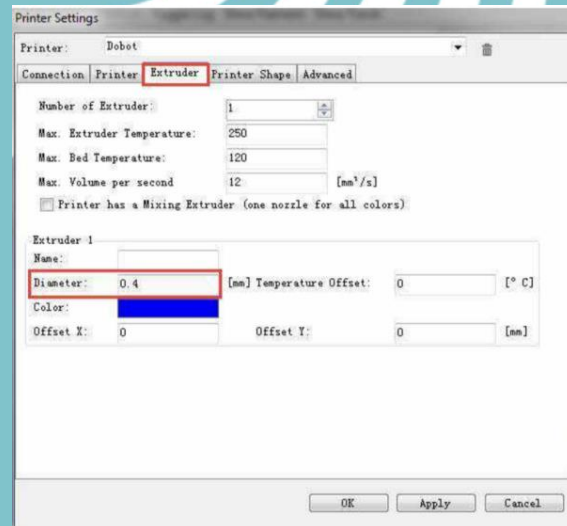 Printer Settings
Printer: Dobot
Connection Printer Extruder Printer Shape Advanced
Number of Extruder: 1
Max. Extruder Temperature: 250
Max. Bed Temperature: 120
Max. Volume per second 12 [mm³/s]
Printer has a Mixing Extruder (one nozzle for all colors)
Extruder 1
Name:
Diameter: 0.4 [mm] Temperature Offset: 0 [° C]
Color:
Offset X: 0 Offset Y: 0 [mm]
OK Apply Cancel